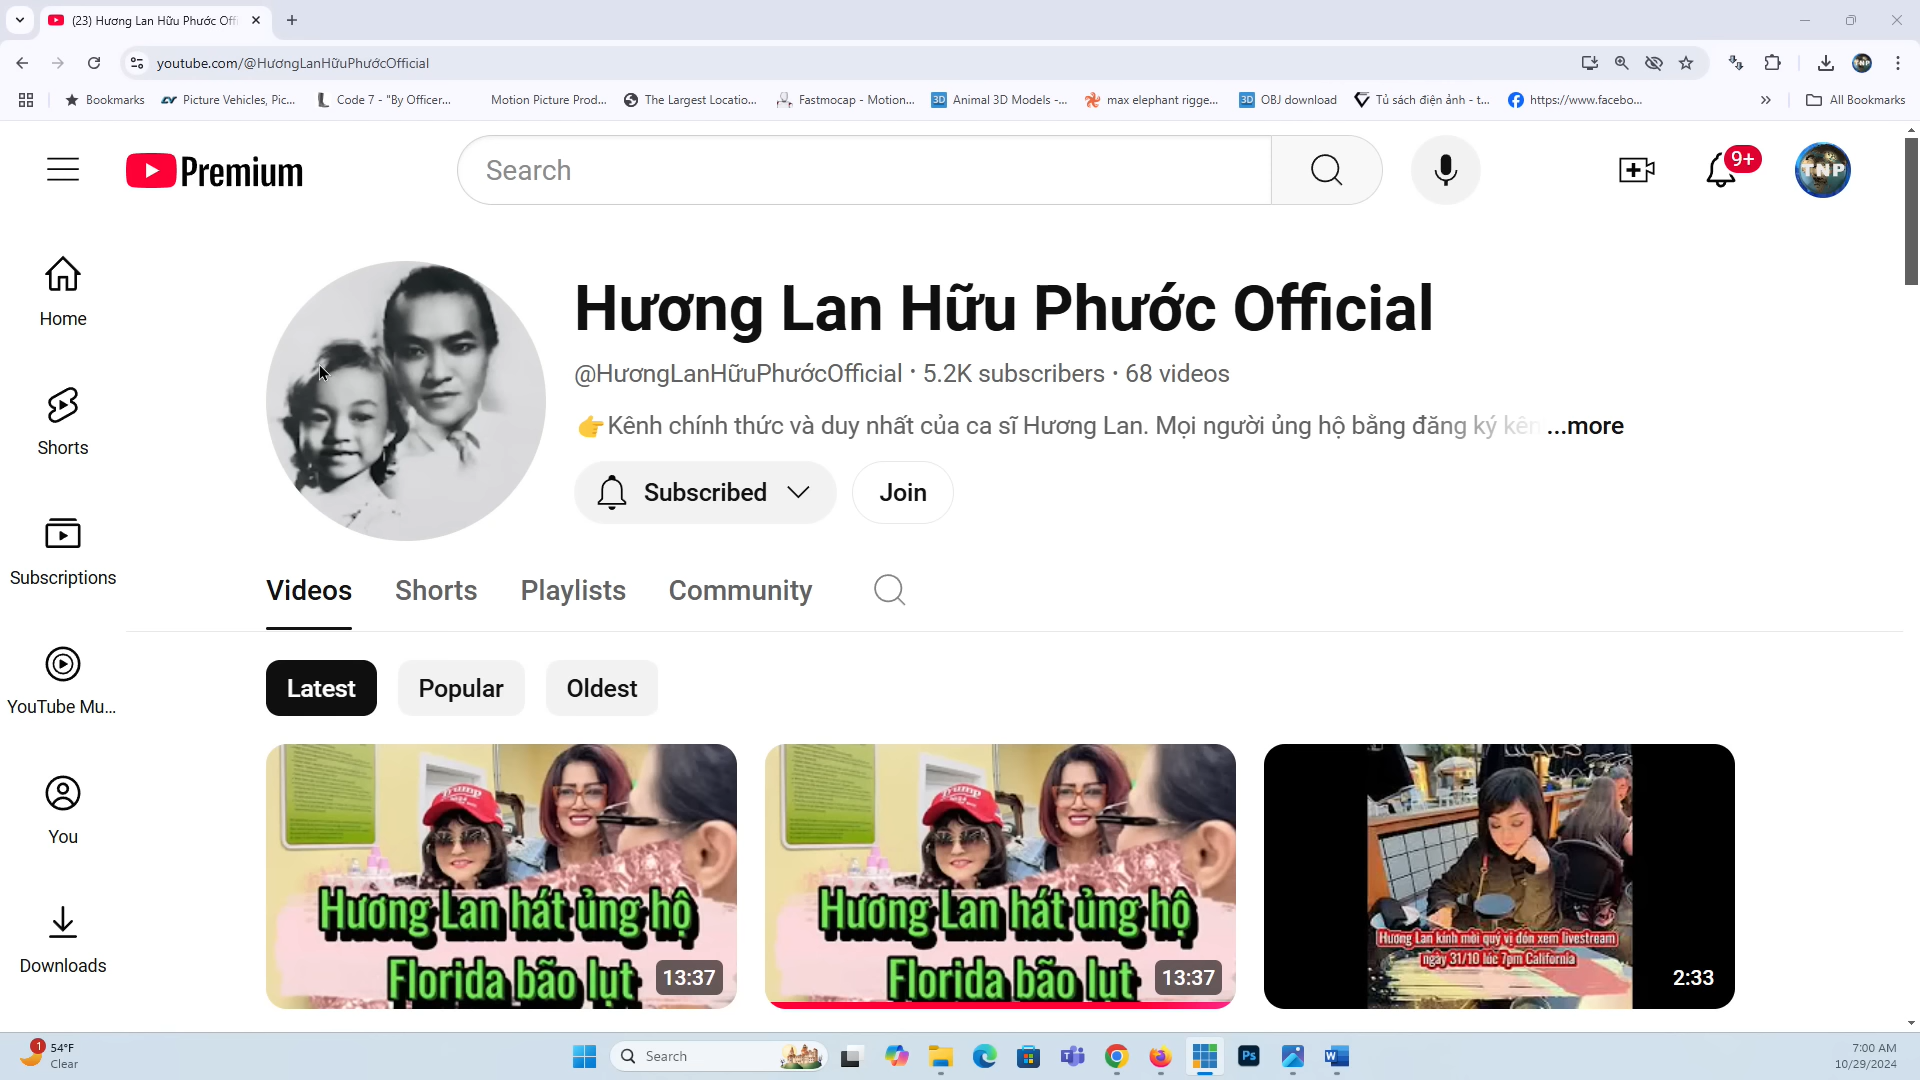 (23) Hương Lan Hữu Phước Offi
youtube.com/@HươngLanHữuPhướcOfficial
Bookmarks
Picture Vehicles, Pic...
Code 7 - "By Officer...
Motion Picture Prod...
The Largest Locatio...
Fastmocap - Motion...
Animal 3D Models -...
max elephant rigge...
OBJ download
Tủ sách điện ảnh - t...
https://www.facebo...
All Bookmarks
Premium
Search
9+
TNP
Home
Shorts
Subscriptions
YouTube Mu...
You
Downloads
Hương Lan Hữu Phước Official
@HươngLanHữuPhướcOfficial · 5.2K subscribers · 68 videos
👉Kênh chính thức và duy nhất của ca sĩ Hương Lan. Mọi người ủng hộ bằng đăng ký kên ...more
Subscribed
Join
Videos
Shorts
Playlists
Community
Latest
Popular
Oldest
Trump
Hương Lan hát ủng hộ
Florida bão lụt
13:37
Trump
Hương Lan hát ủng hộ
Florida bão lụt
13:37
Hương Lan kính mời quý vị đón xem livestream
ngày 31/10 lúc 7pm California
2:33
1
54°F
Clear
Search
Ps
7:00 AM
10/29/2024